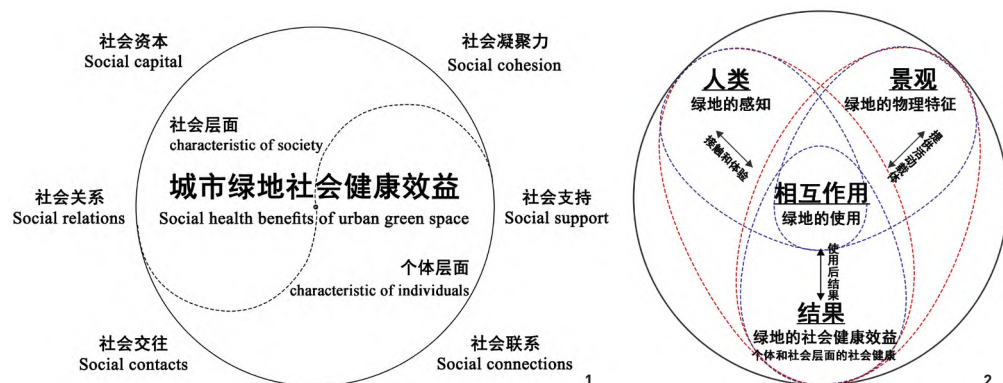 社会资本
Social capital
社会凝聚力
Social cohesion
社会层面
characteristic of society
城市绿地社会健康效益
Social health benefits of urban green space
社会关系
Social relations
社会支持
Social support
个体层面
characteristic of individuals
社会交往
Social contacts
社会联系
Social connections
1
人类
绿地的感知
景观
绿地的物理特征
接触和体验
提供活动载体
相互作用
绿地的使用
使用后结果
结果
绿地的社会健康效益
个体和社会层面的社会健康
2